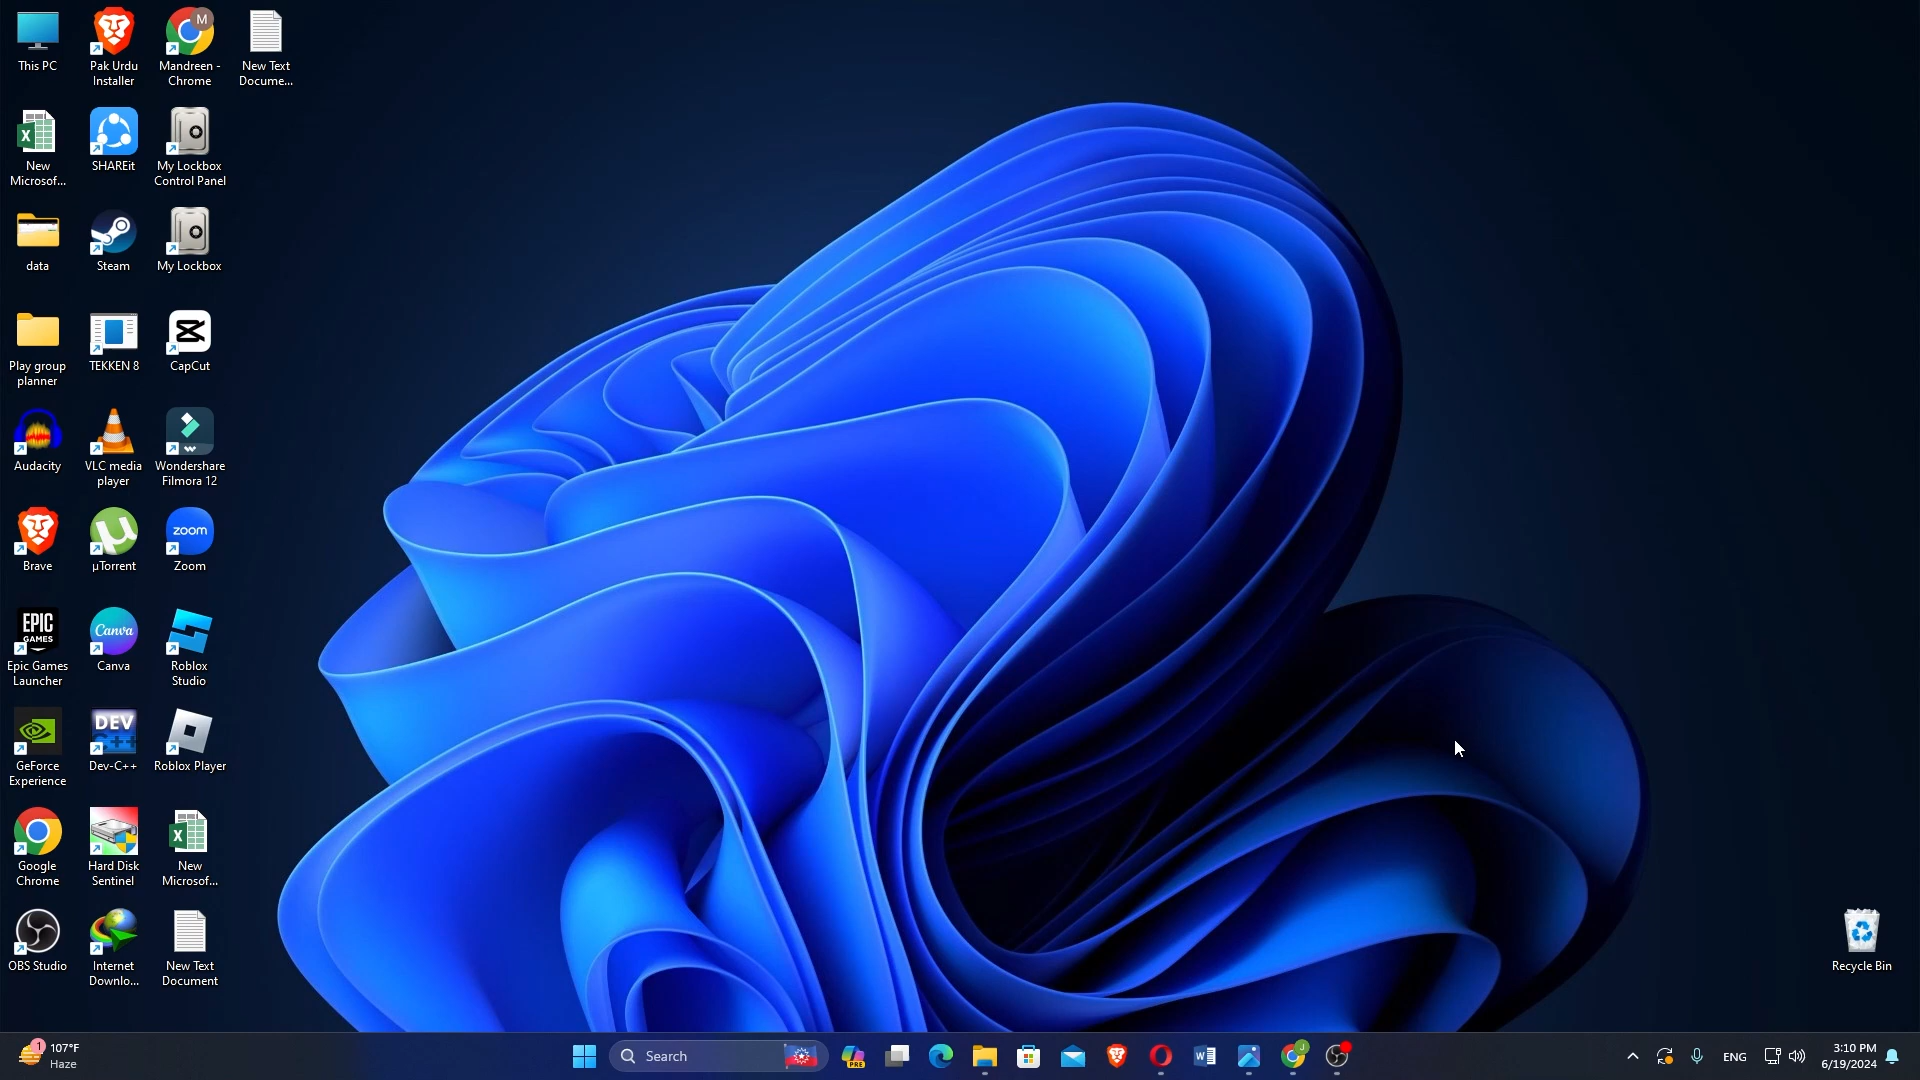 This PC
Pak Urdu
Installer
M
Mandreen -
Chrome
New Text
Docume...
X
New
Microsof...
SHAREit
My Lockbox
Control Panel
data
Steam
My Lockbox
Play group
planner
TEKKEN 8
CapCut
Audacity
VLC media
player
Wondershare
Filmora 12
Brave
µ
µTorrent
zoom
Zoom
EPIC
GAMES
Epic Games
Launcher
Canva
Canva
Roblox
Studio
GeForce
Experience
DEV
C++
Dev-C++
Roblox Player
Google
Chrome
Hard Disk
Sentinel
X
New
Microsof...
OBS Studio
Internet
Downlo...
New Text
Document
Recycle Bin
1
107°F
Haze
Search
PRE
W
J
ENG
3:10 PM
6/19/2024